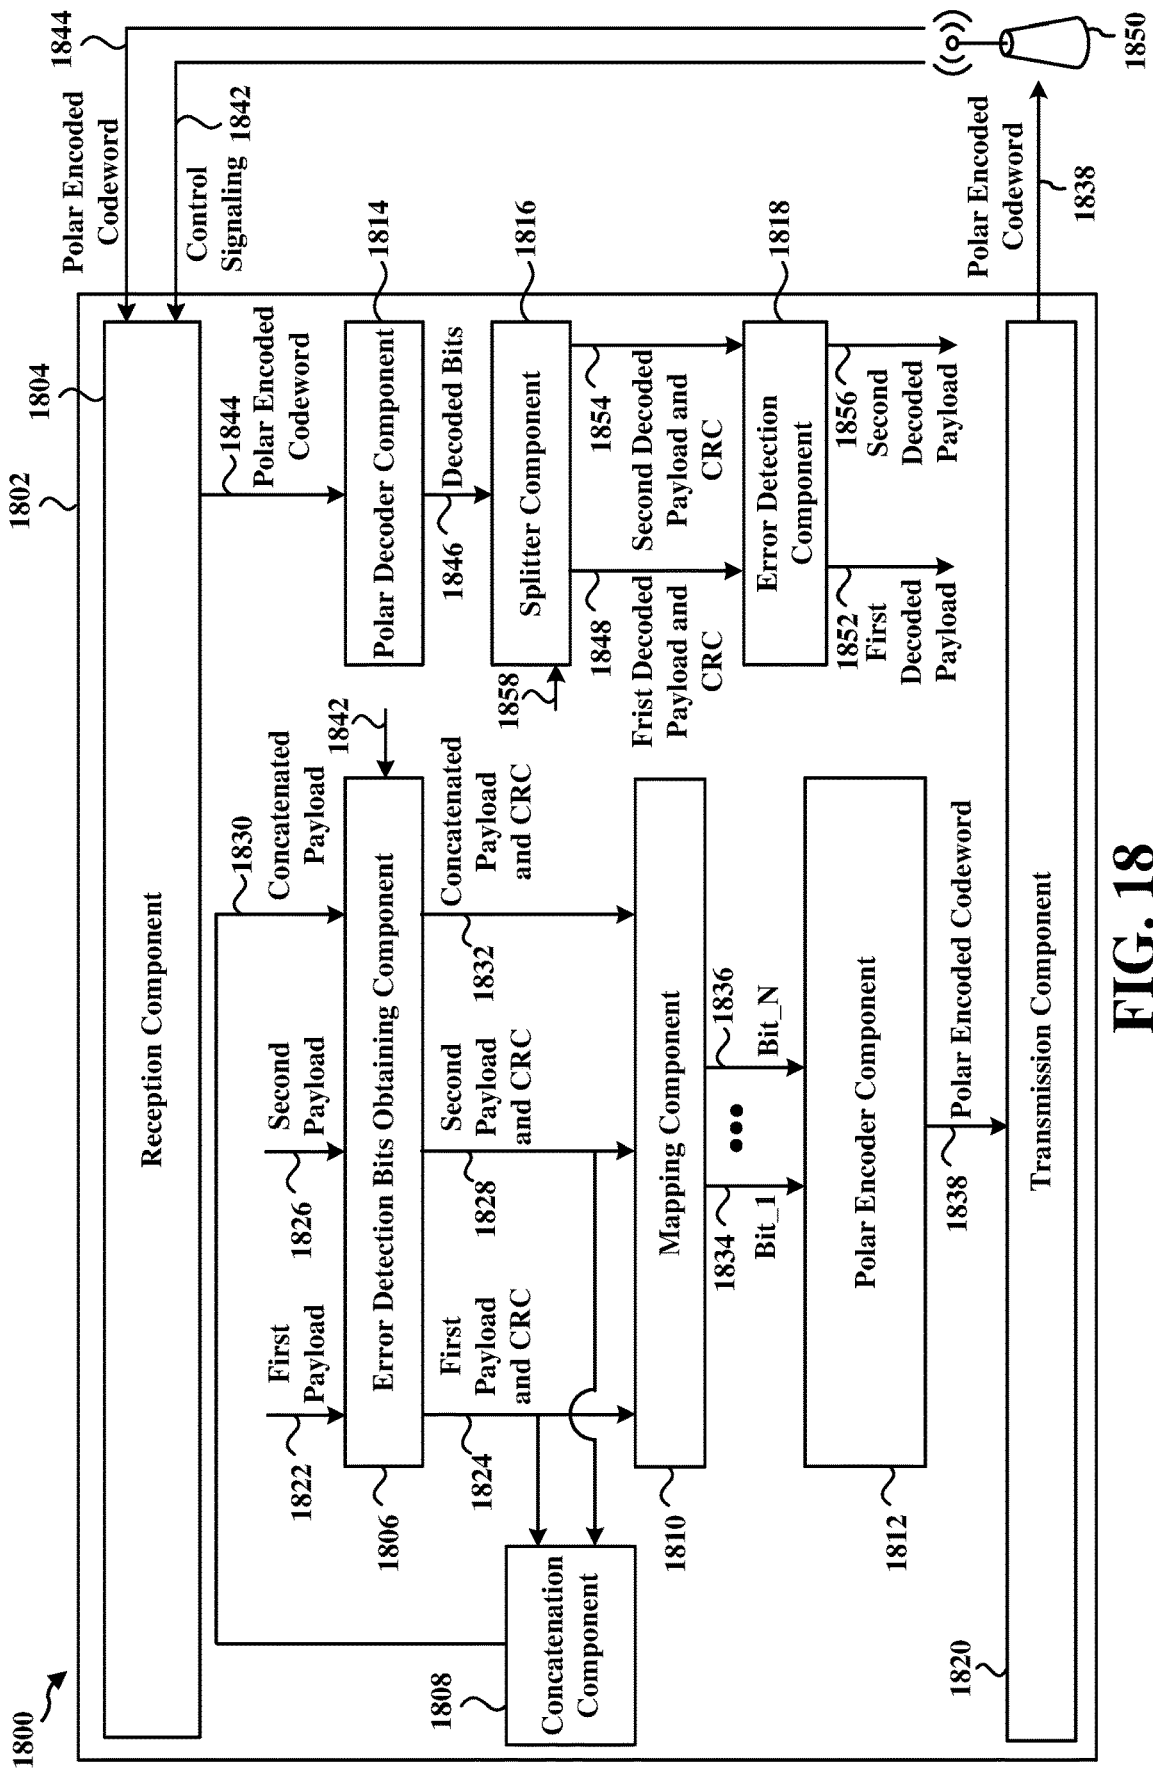 1800
1802
1804
Reception Component
1844
Polar Encoded
Codeword
1842
Control
Signaling
1830
Concatenated
Payload
1844
Polar Encoded
Codeword
First
Payload
1822
Second
Payload
1826
1842
1806
Error Detection Bits Obtaining Component
Polar Decoder Component
1814
First
Payload
and CRC
1824
Second
Payload
and CRC
1828
Concatenated
Payload
and CRC
1832
1846
Decoded Bits
1808
Concatenation
Component
1858
Splitter Component
1816
1848
Frist Decoded
Payload and
CRC
1854
Second Decoded
Payload and
CRC
1810
Mapping Component
1834
Bit_1
1836
Bit_N
Error Detection
Component
1818
1812
Polar Encoder Component
1852
First
Decoded
Payload
1856
Second
Decoded
Payload
1838
Polar Encoded Codeword
1820
Transmission Component
Polar Encoded
Codeword
1838
1850
FIG. 18